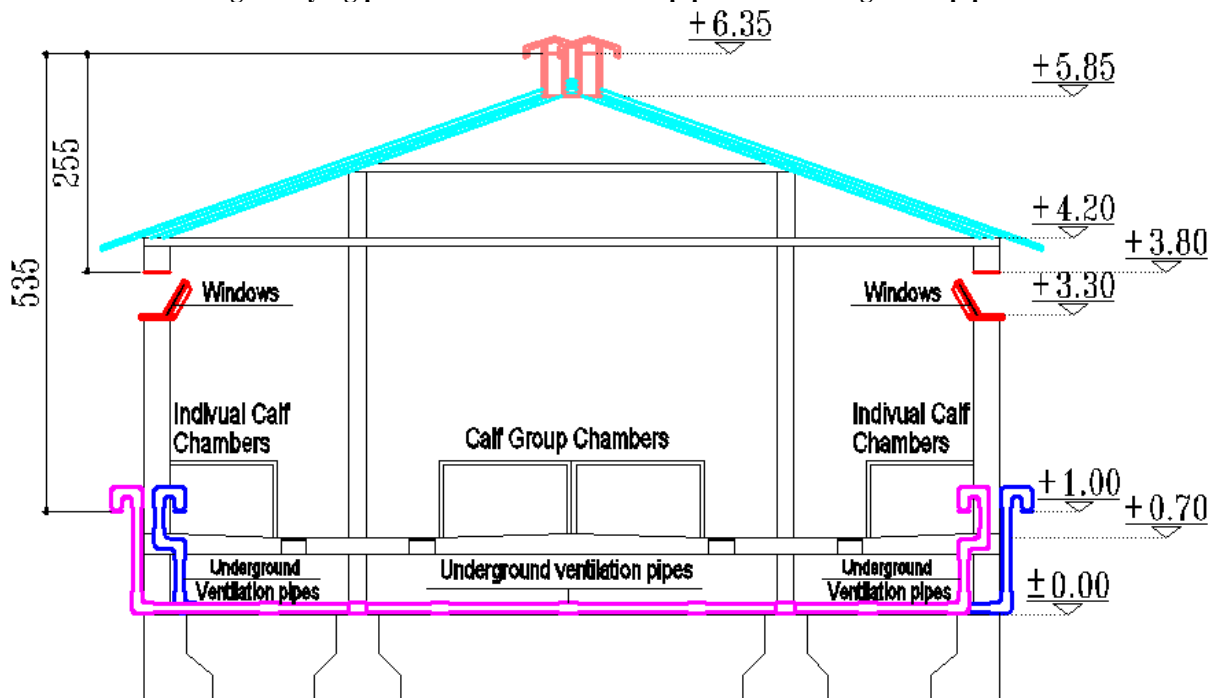 +6.35
+5.85
255
+4.20
+3.80
535
Windows
Windows
+3.30
Indivual Calf
Chambers
Calf Group Chambers
Indivual Calf
Chambers
+1.00
+0.70
Underground
Ventilation pipes
Underground ventilation pipes
Underground
Ventilation pipes
±0.00